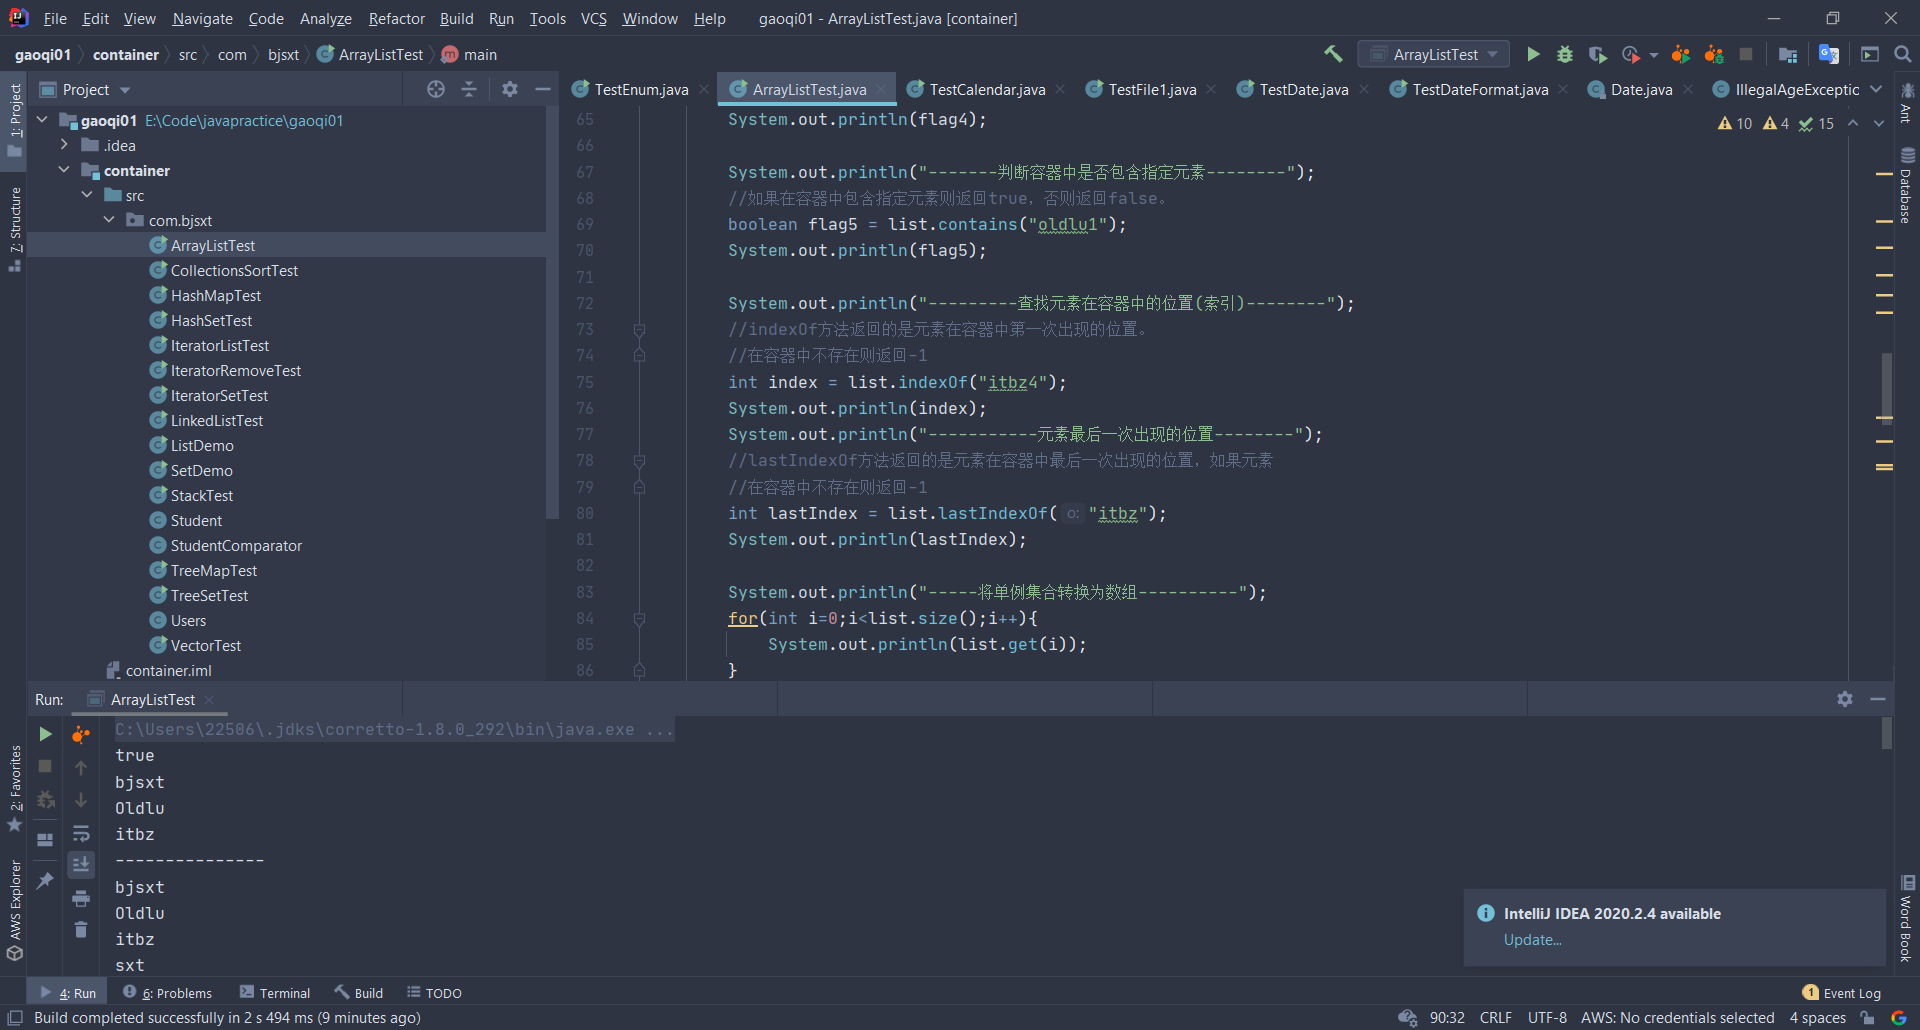 File Edit View Navigate Code Analyze Refactor Build Run Tools VCS Window Help gaoqi01 - ArrayListTest.java [container]
gaoqi01 container src com bjsxt ArrayListTest main ArrayListTest
Project
TestEnum.java ArrayListTest.java TestCalendar.java TestFile1.java TestDate.java TestDateFormat.java Date.java IllegalAgeExceptio
10 4 15
1: Project
7: Structure
2: Favorites
AWS Explorer
gaoqi01 E:\Code\javapractice\gaoqi01
.idea
container
src
com.bjsxt
ArrayListTest
CollectionsSortTest
HashMapTest
HashSetTest
IteratorListTest
IteratorRemoveTest
IteratorSetTest
LinkedListTest
ListDemo
SetDemo
StackTest
Student
StudentComparator
TreeMapTest
TreeSetTest
Users
VectorTest
container.iml
65 System.out.println(flag4);
66
67 System.out.println("-------判断容器中是否包含指定元素--------");
68 //如果在容器中包含指定元素则返回true，否则返回false。
69 boolean flag5 = list.contains("oldlu1");
70 System.out.println(flag5);
71
72 System.out.println("---------查找元素在容器中的位置(索引)--------");
73 //indexOf方法返回的是元素在容器中第一次出现的位置。
74 //在容器中不存在则返回-1
75 int index = list.indexOf("itbz4");
76 System.out.println(index);
77 System.out.println("-----------元素最后一次出现的位置--------");
78 //lastIndexOf方法返回的是元素在容器中最后一次出现的位置，如果元素
79 //在容器中不存在则返回-1
80 int lastIndex = list.lastIndexOf( o: "itbz");
81 System.out.println(lastIndex);
82
83 System.out.println("-----将单例集合转换为数组----------");
84 for(int i=0;i<list.size();i++){
85 System.out.println(list.get(i));
86 }
Ant
Database
Word Book
Run: ArrayListTest
C:\Users\22506\.jdks\corretto-1.8.0_292\bin\java.exe ...
true
bjsxt
Oldlu
itbz
---------------
bjsxt
Oldlu
itbz
sxt
IntelliJ IDEA 2020.2.4 available
Update...
4: Run 6: Problems Terminal Build TODO 1 Event Log
Build completed successfully in 2 s 494 ms (9 minutes ago) 90:32 CRLF UTF-8 AWS: No credentials selected 4 spaces